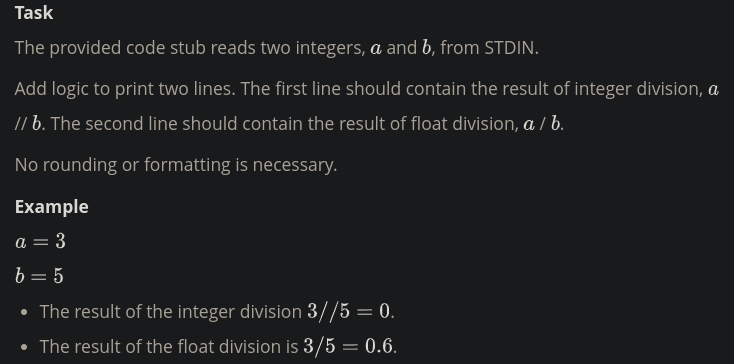 Task
The provided code stub reads two integers, a and b, from STDIN.
Add logic to print two lines. The first line should contain the result of integer division, a
// b. The second line should contain the result of float division, a / b.
No rounding or formatting is necessary.
Example
a = 3
b = 5
• The result of the integer division 3//5 = 0.
• The result of the float division is 3/5 = 0.6.